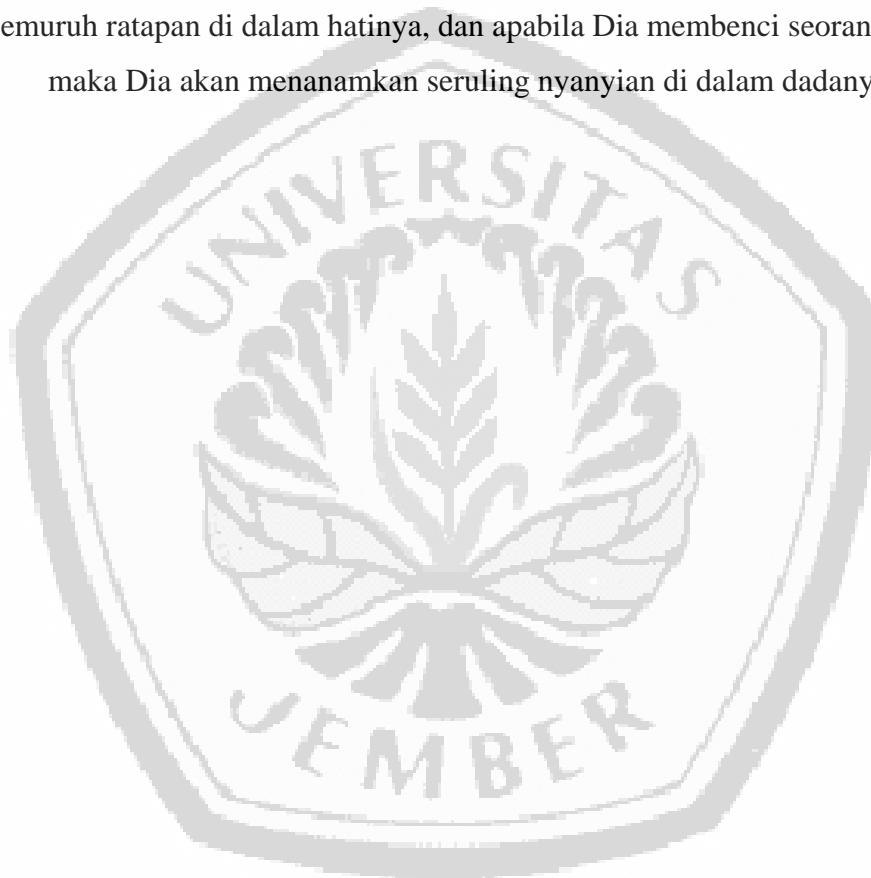 emuruh ratapan di dalam hatinya, dan apabila Dia membenci seoran
maka Dia akan menanamkan seruling nyanyian di dalam dadany
UNIVERSITAS
JEMBER